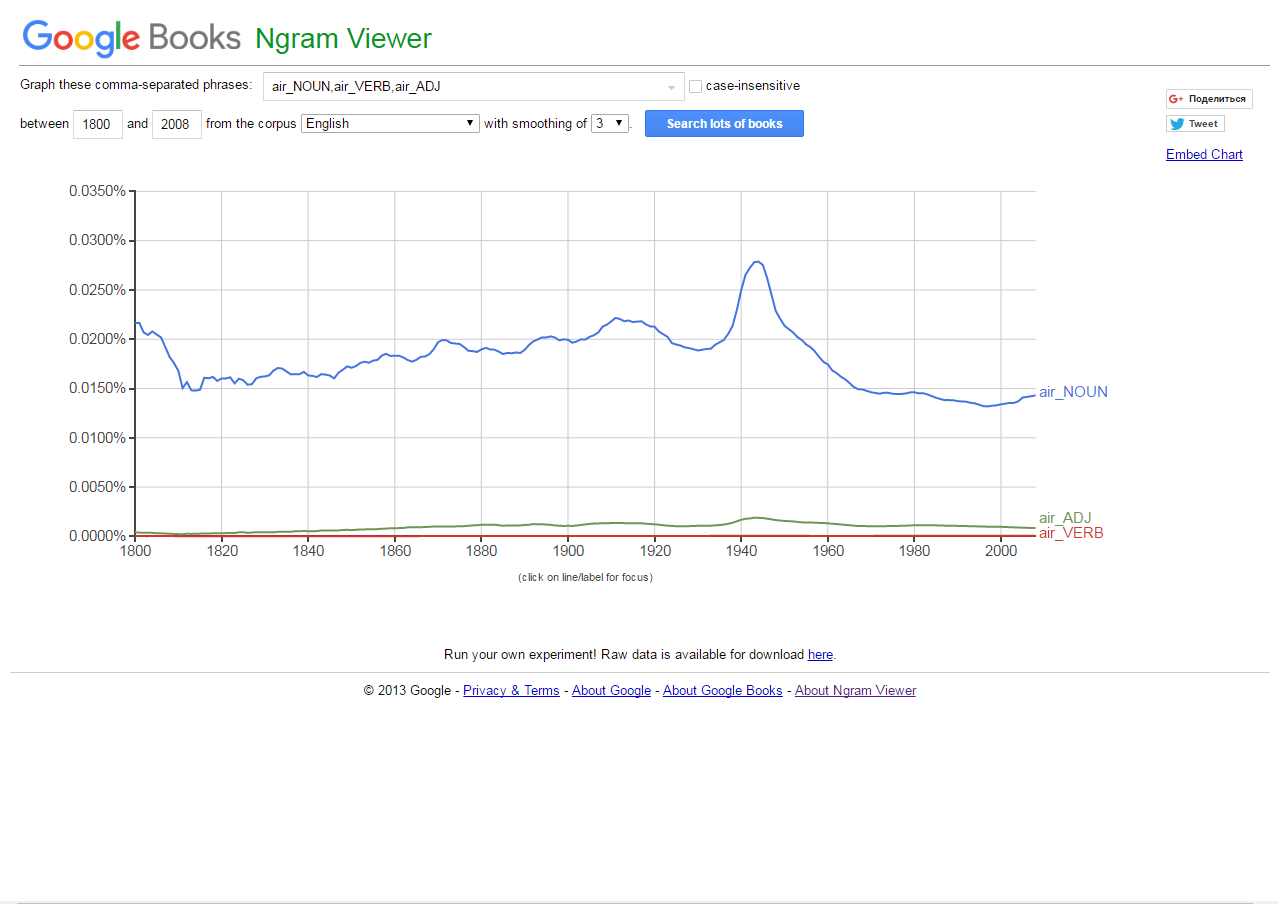 Google Books Ngram Viewer
Graph these comma-separated phrases: air_NOUN,air_VERB,air_ADJ case-insensitive
between 1800 and 2008 from the corpus English with smoothing of 3. Search lots of books
Поделиться
Tweet
Embed Chart
0.0350%
0.0300%
0.0250%
0.0200%
0.0150%
air_NOUN
0.0100%
0.0050%
air_ADJ
0.0000%
air_VERB
1800 1820 1840 1860 1880 1900 1920 1940 1960 1980 2000
(click on line/label for focus)
Run your own experiment! Raw data is available for download here.
© 2013 Google - Privacy & Terms - About Google - About Google Books - About Ngram Viewer